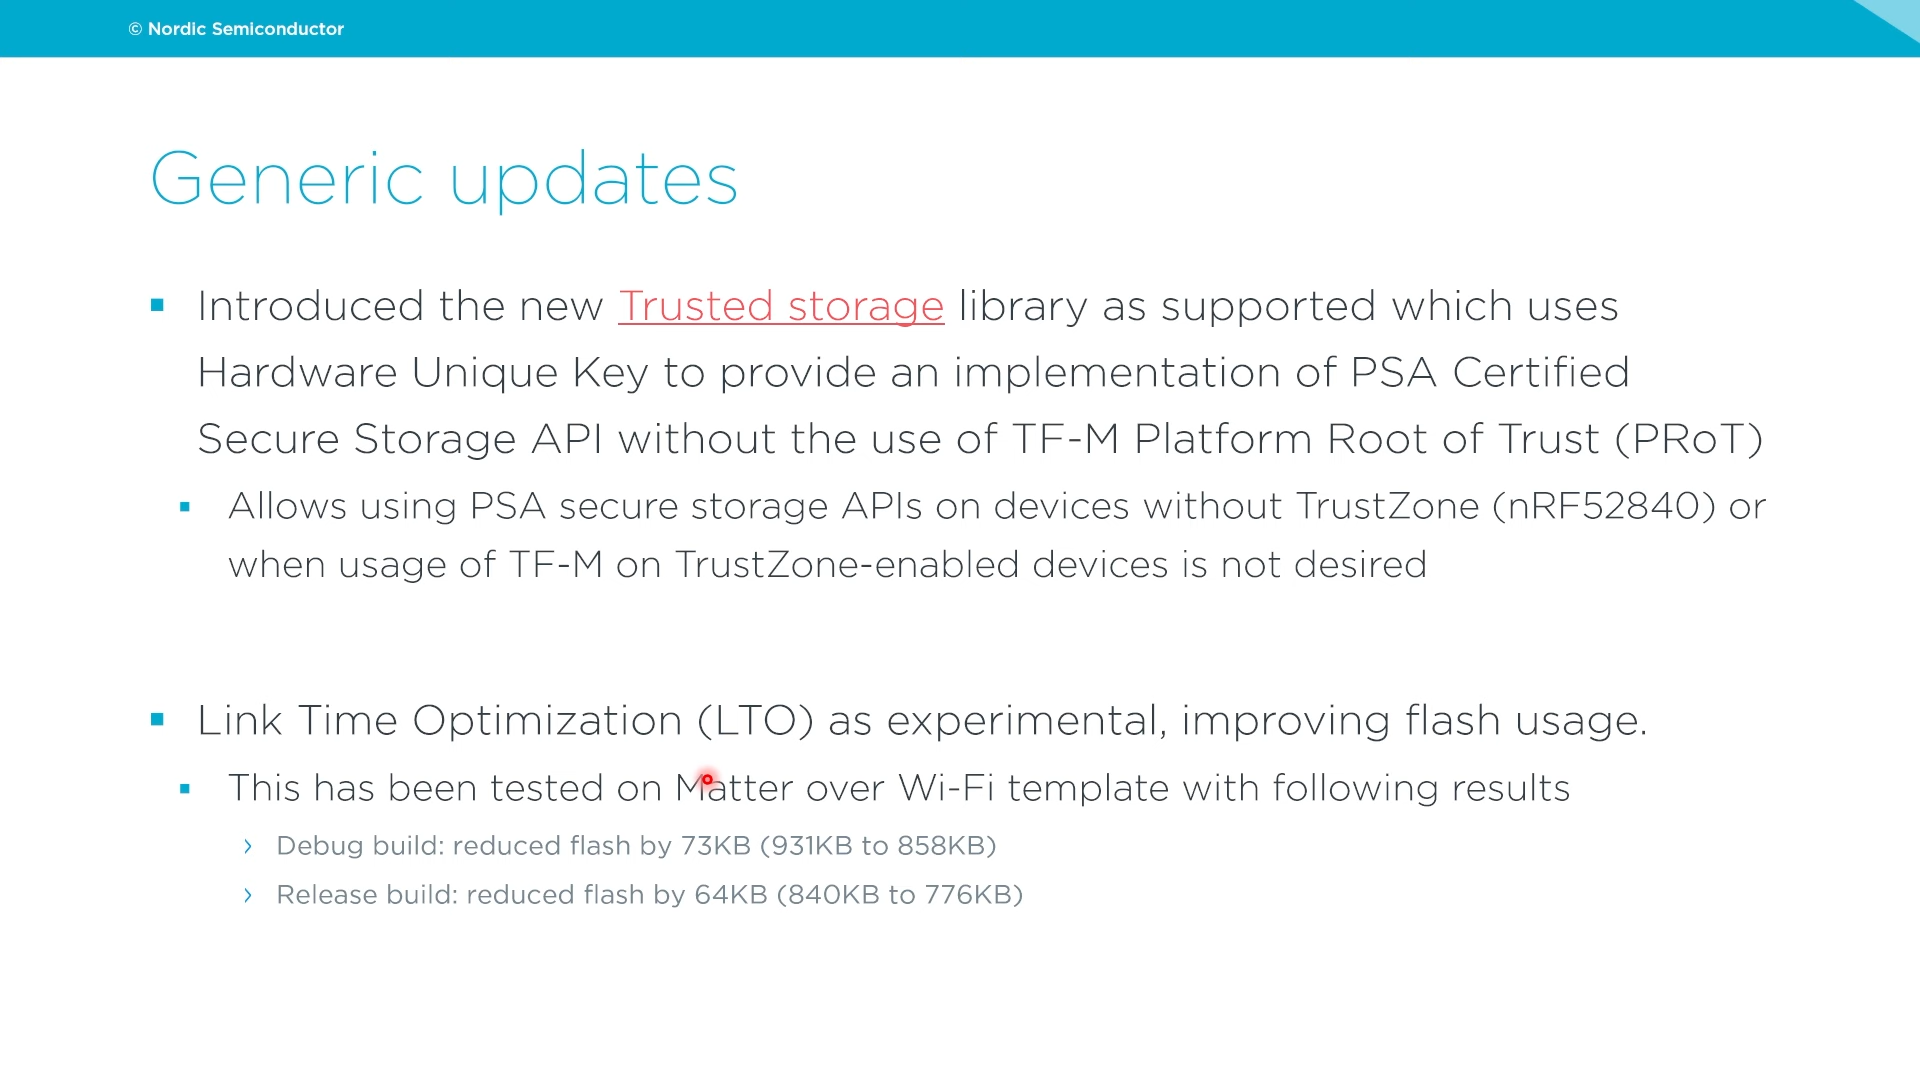 © Nordic Semiconductor
Generic updates
Introduced the new Trusted storage library as supported which uses
Hardware Unique Key to provide an implementation of PSA Certified
Secure Storage API without the use of TF-M Platform Root of Trust (PRoT)
Allows using PSA secure storage APIs on devices without TrustZone (nRF52840) or
when usage of TF-M on TrustZone-enabled devices is not desired
Link Time Optimization (LTO) as experimental, improving flash usage.
This has been tested on Matter over Wi-Fi template with following results
Debug build: reduced flash by 73KB (931KB to 858KB)
Release build: reduced flash by 64KB (840KB to 776KB)